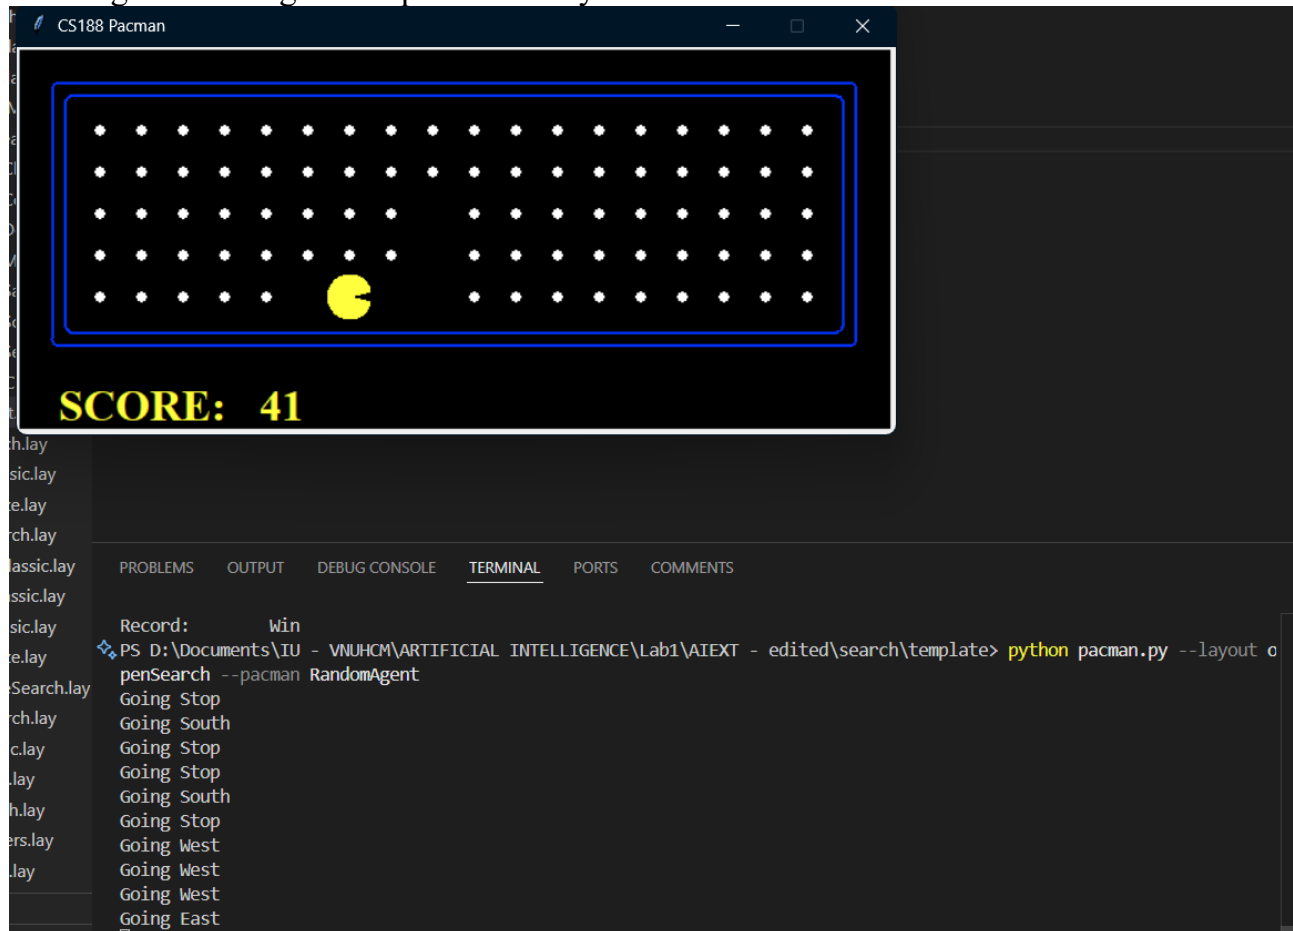 CS188 Pacman
SCORE: 41
h.lay
sic.lay
e.lay
rch.lay
lassic.lay
assic.lay
sic.lay
e.lay
eSearch.lay
rch.lay
c.lay
.lay
h.lay
ers.lay
.lay
PROBLEMS OUTPUT DEBUG CONSOLE TERMINAL PORTS COMMENTS
Record: Win
PS D:\Documents\IU - VNUHCM\ARTIFICIAL INTELLIGENCE\Lab1\AIEXT - edited\search\template> python pacman.py --layout o
penSearch --pacman RandomAgent
Going Stop
Going South
Going Stop
Going Stop
Going South
Going Stop
Going West
Going West
Going West
Going East